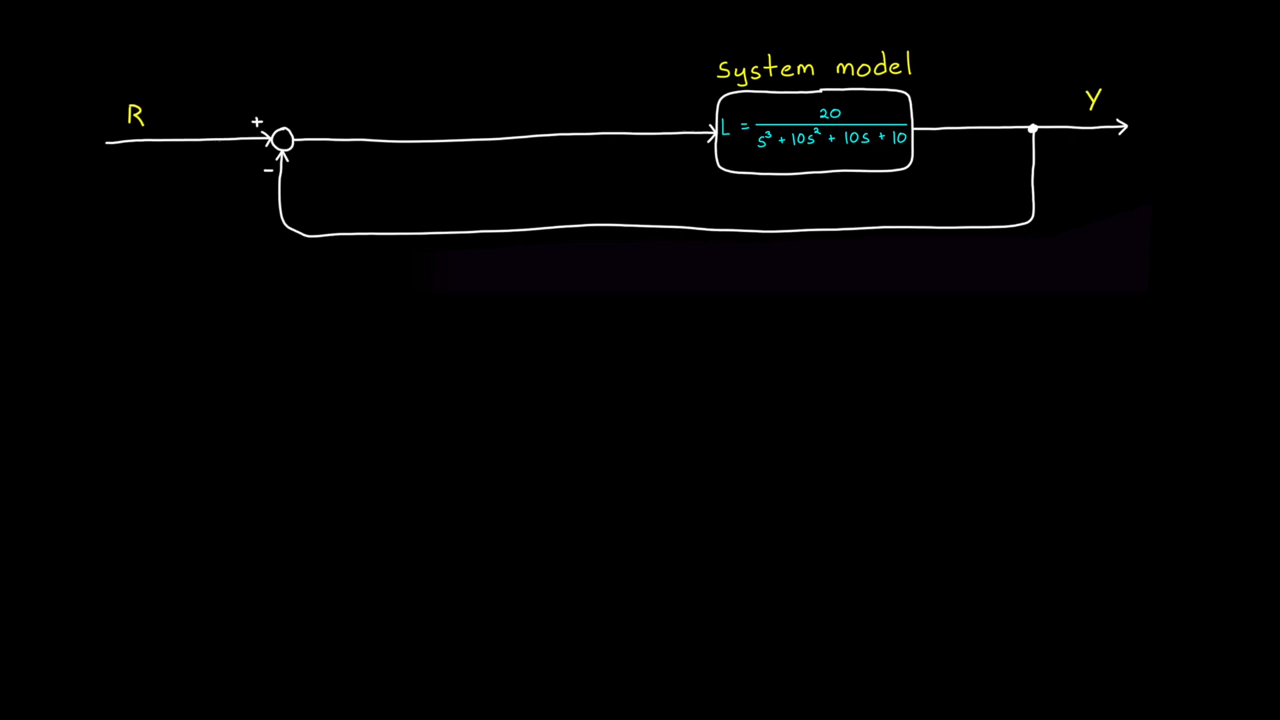 system model
R
+
Y
L = 20 / s³ + 10s² + 10s + 10
-